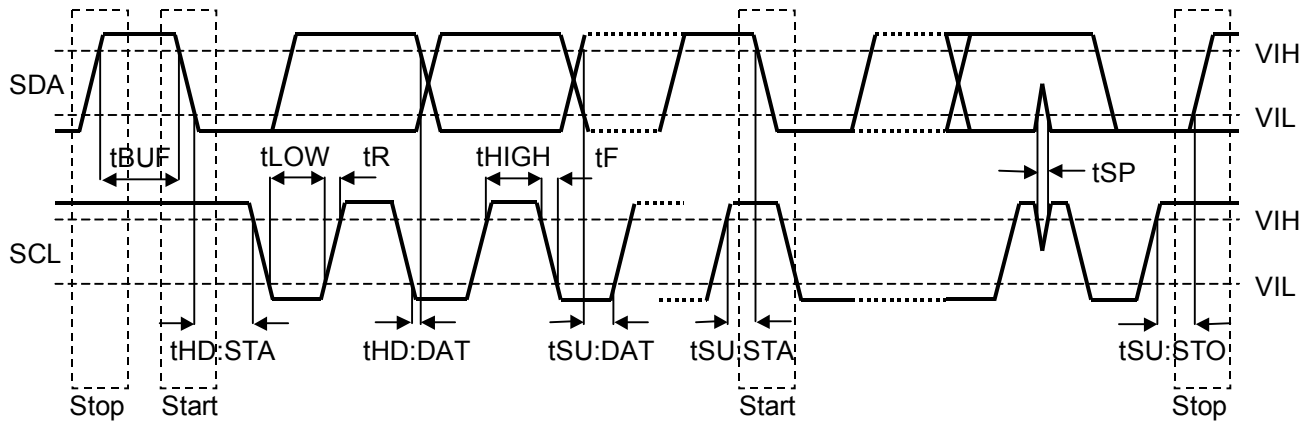 VIH
SDA
VIL
tBUF tLOW tR tHIGH tF tSP
VIH
SCL
VIL
tHD:STA tHD:DAT tSU:DAT tSU:STA tSU:STO
Stop Start Start Stop